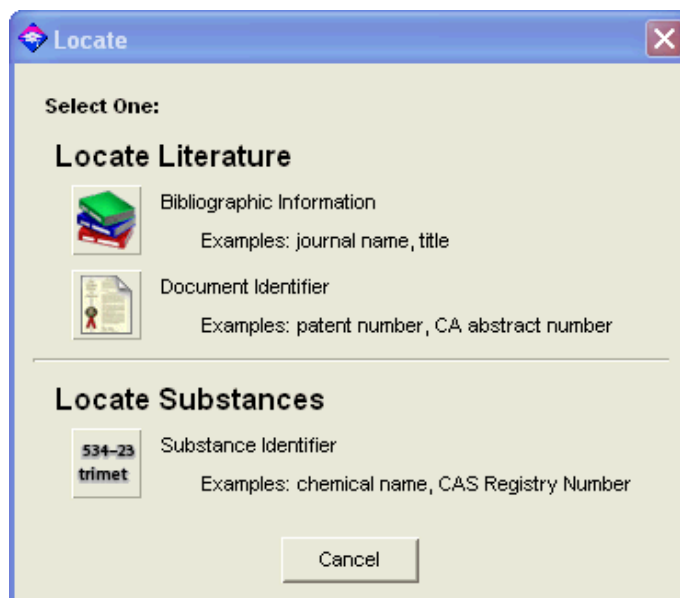 Locate
Select One:
Locate Literature
Bibliographic Information
Examples: journal name, title
Document Identifier
Examples: patent number, CA abstract number
Locate Substances
534-23
trimet
Substance Identifier
Examples: chemical name, CAS Registry Number
Cancel